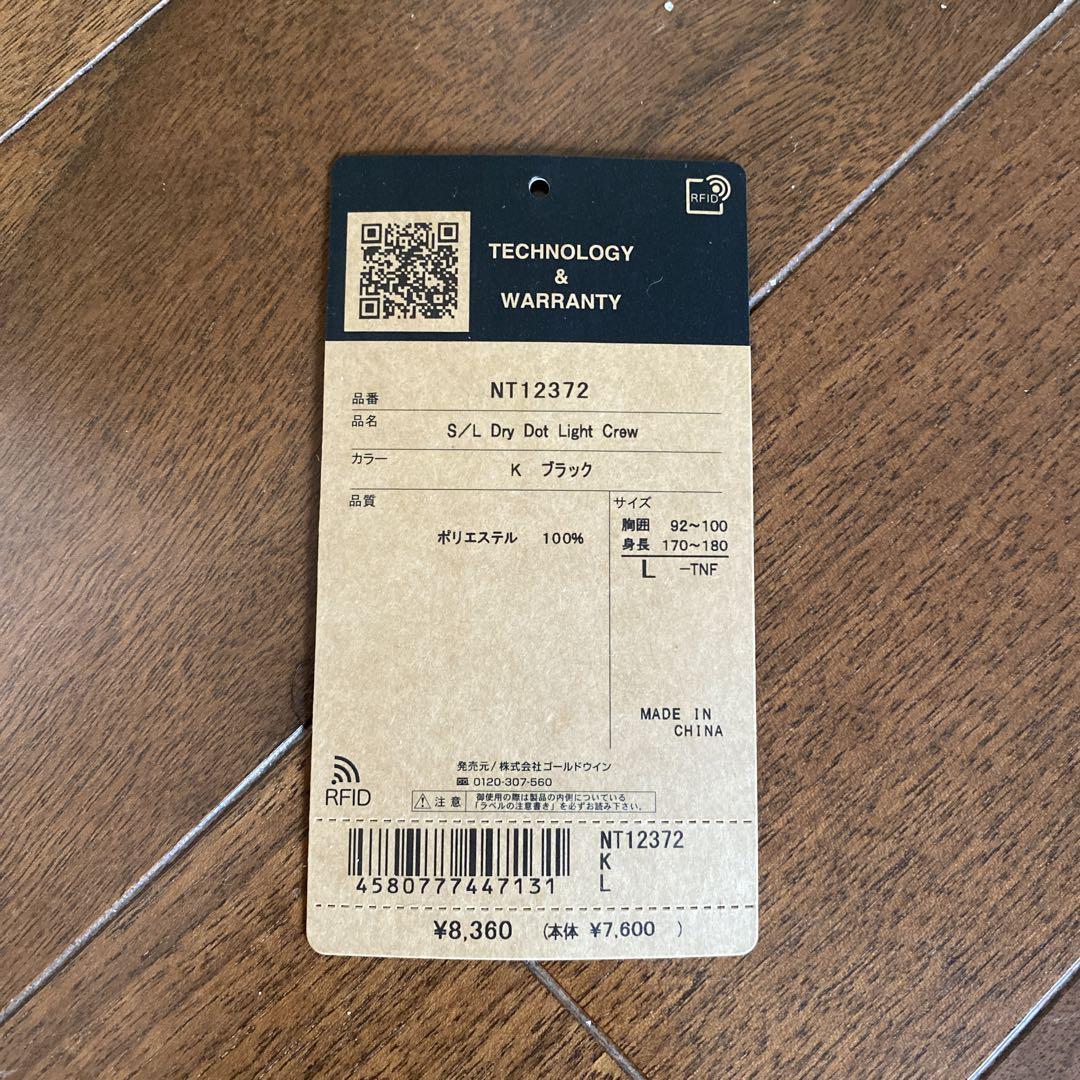 RFID
TECHNOLOGY
&
WARRANTY
品番 NT12372
品名 S/L Dry Dot Light Crew
カラー K ブラック
品質
ポリエステル 100%
サイズ
胸囲 92~100
身長 170~180
L -TNF
MADE IN
CHINA
RFID
発売元/株式会社ゴールドウイン
0120-307-560
注意
御使用の際は製品の内側についている
「ラベルの注意書き」を必ずお読み下さい。
4580777447131
NT12372
K
L
¥8,360 (本体 ¥7,600 )